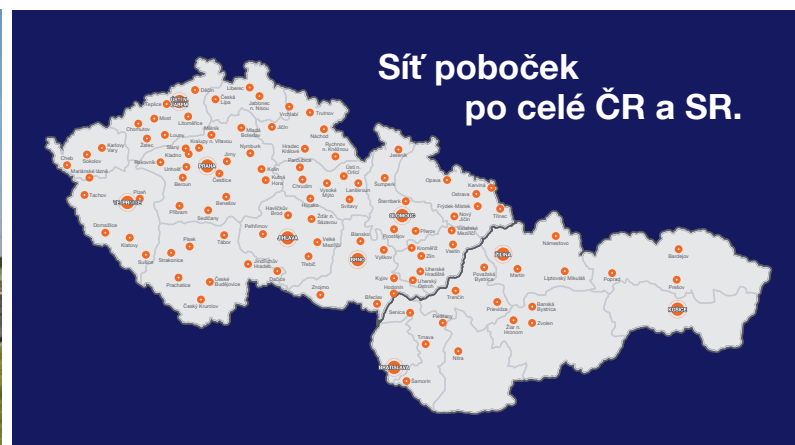 Síť poboček
po celé ČR a SR.
Děčín
Liberec
ÚSTÍ N. LABEM
Teplice
Česká
Lípa
Jablonec
n. Nisou
Most
Litoměřice
Vrchlabí
Trutnov
Chomutov
Louny
Mělník
Mladá
Boleslav
Jičín
Náchod
Žatec
Slaný
Kralupy n. Vltavou
Karlovy
Vary
Kladno
Nymburk
Hradec
Králové
Rychnov
n. Kněžnou
Cheb
Sokolov
Rakovník
PRAHA
Jirny
Jeseník
Mariánské lázně
Unhošť
Kolín
Pardubice
Ústí n.
Orlicí
Opava
Karviná
Beroun
Čestlice
Kutná
Hora
Chrudim
Vysoké
Mýto
Lanškroun
Šumperk
Ostrava
Tachov
Plzeň
Benešov
Hlinsko
Šternberk
Frýdek-Místek
Příbram
Sedlčany
Havlíčkův
Brod
Svitavy
OLOMOUC
Nový
Jičín
Třinec
Domažlice
Pelhřimov
Žďár n.
Sázavou
Prostějov
Přerov
Valašské
Meziříčí
Klatovy
Písek
Tábor
JIHLAVA
Velké
Meziříčí
Blansko
Kroměříž
Vsetín
ŽILINA
Námestovo
Sušice
Strakonice
Jindřichův
Hradec
Třebíč
BRNO
Vyškov
Zlín
Bardejov
Prachatice
České
Budějovice
Dačice
Uherské
Hradiště
Považská
Bystrica
Martin
Liptovský Mikuláš
Poprad
Kyjov
Uherský
Ostroh
Prešov
Český Krumlov
Znojmo
Hodonín
Trenčín
Břeclav
Prievidza
Banská
Bystrica
KOŠICE
Senica
Piešťany
Žiar n.
Hronom
Zvolen
Trnava
Nitra
BRATISLAVA
Šamorín